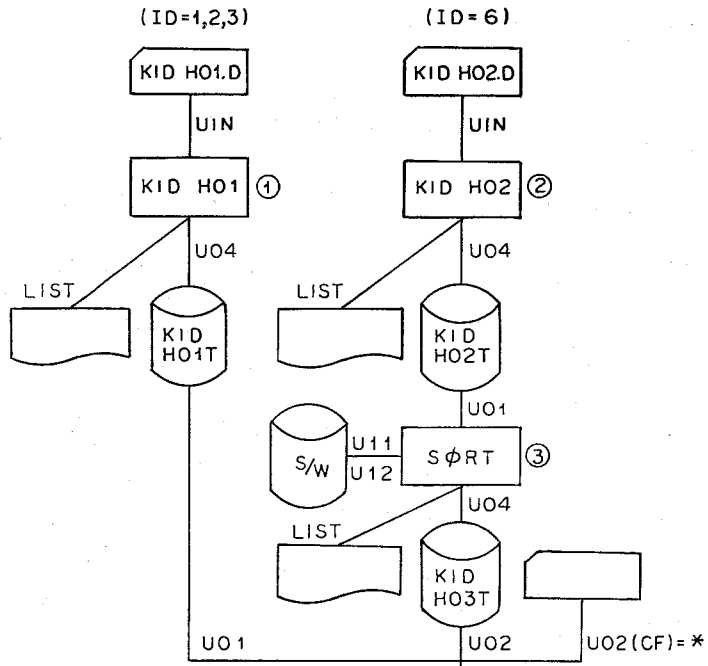 (ID=1,2,3)
(ID=6)
KID H01.D
KID H02.D
UIN
UIN
KID H01
①
KID H02
②
U04
U04
LIST
LIST
KID
H01T
KID
H02T
U01
S/W
U11
U12
SØRT
③
U04
LIST
KID
H03T
U01
U02
U02(CF)=*